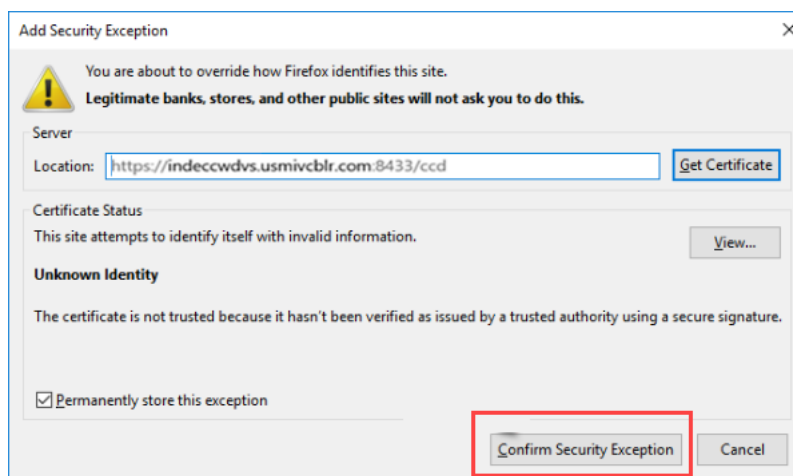 Add Security Exception
You are about to override how Firefox identifies this site.
Legitimate banks, stores, and other public sites will not ask you to do this.
Server
Location: https://indeccwdvs.usmivcblr.com:8433/ccd Get Certificate
Certificate Status
This site attempts to identify itself with invalid information. View...
Unknown Identity
The certificate is not trusted because it hasn't been verified as issued by a trusted authority using a secure signature.
Permanently store this exception
Confirm Security Exception Cancel